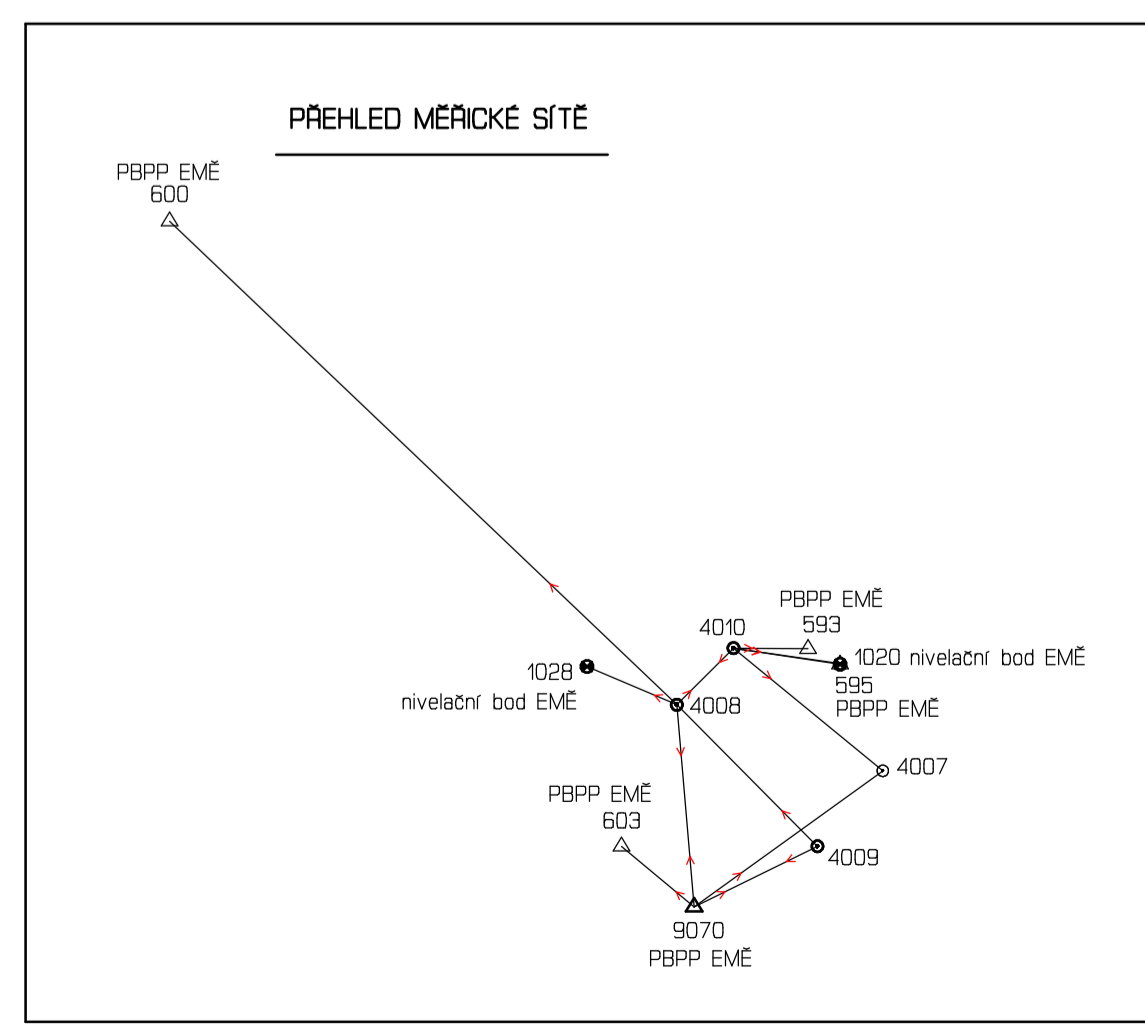 PŘEHLED MĚŘICKÉ SÍTĚ
PBPP EMĚ
600
PBPP EMĚ
593
4010
1020 nivelační bod EMĚ
595
PBPP EMĚ
1028
nivelační bod EMĚ
4008
4007
PBPP EMĚ
603
4009
9070
PBPP EMĚ